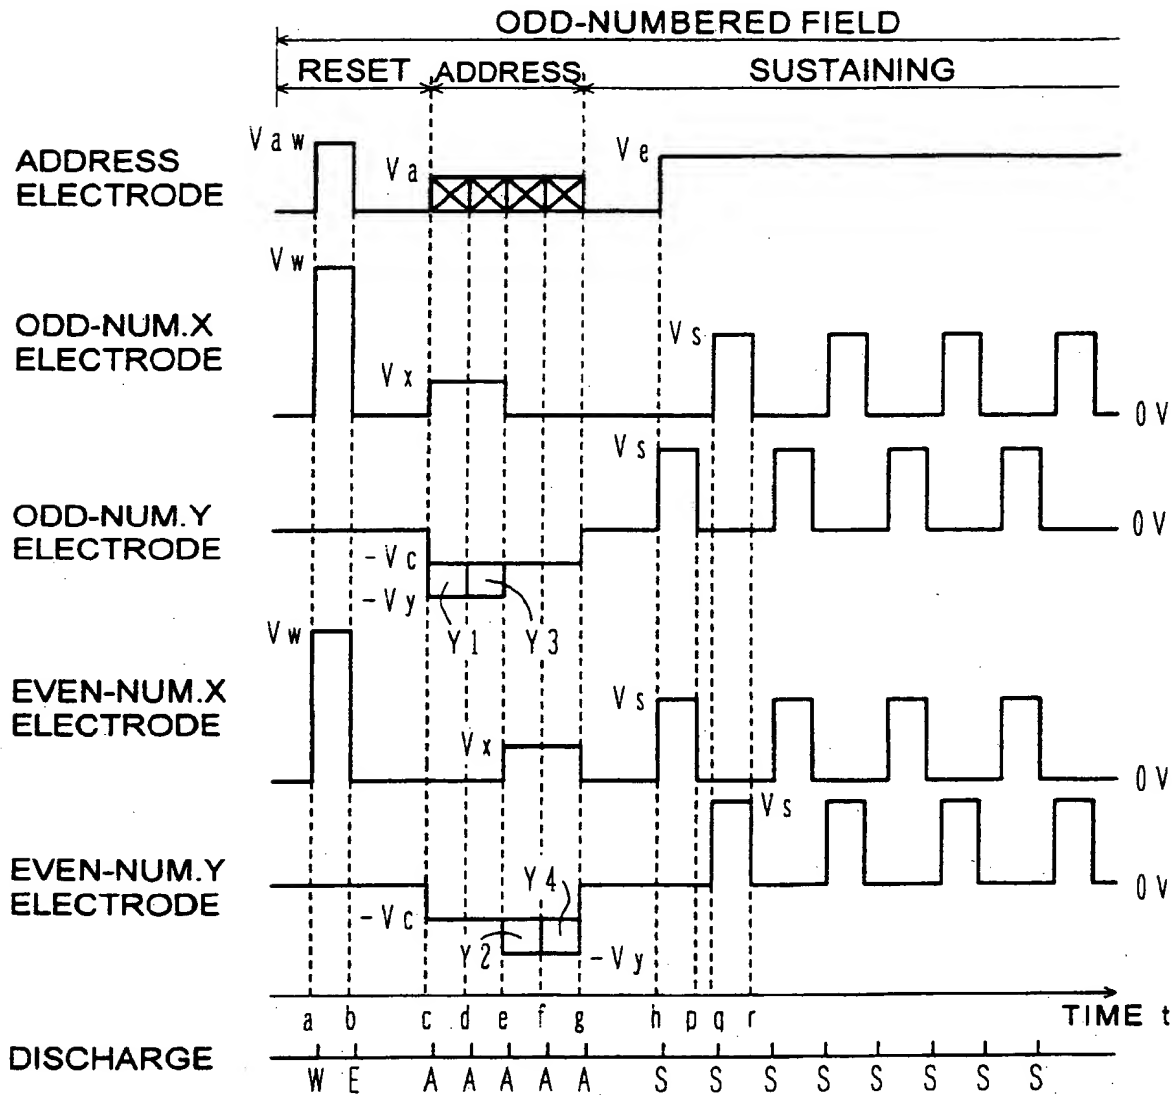 ODD-NUMBERED FIELD
RESET ADDRESS SUSTAINING
Vaw
Va
Ve
ADDRESS
ELECTRODE
Vw
ODD-NUM.X
ELECTRODE
Vx
Vs
0V
Vs
ODD-NUM.Y
ELECTRODE
0V
-Vc
-Vy
Y1 Y3
Vw
EVEN-NUM.X
ELECTRODE
Vs
Vx
0V
Vs
EVEN-NUM.Y
ELECTRODE
Y4
0V
-Vc
Y2
-Vy
a b c d e f g h p q r TIME t
DISCHARGE
W E A A A A A S S S S S S S S